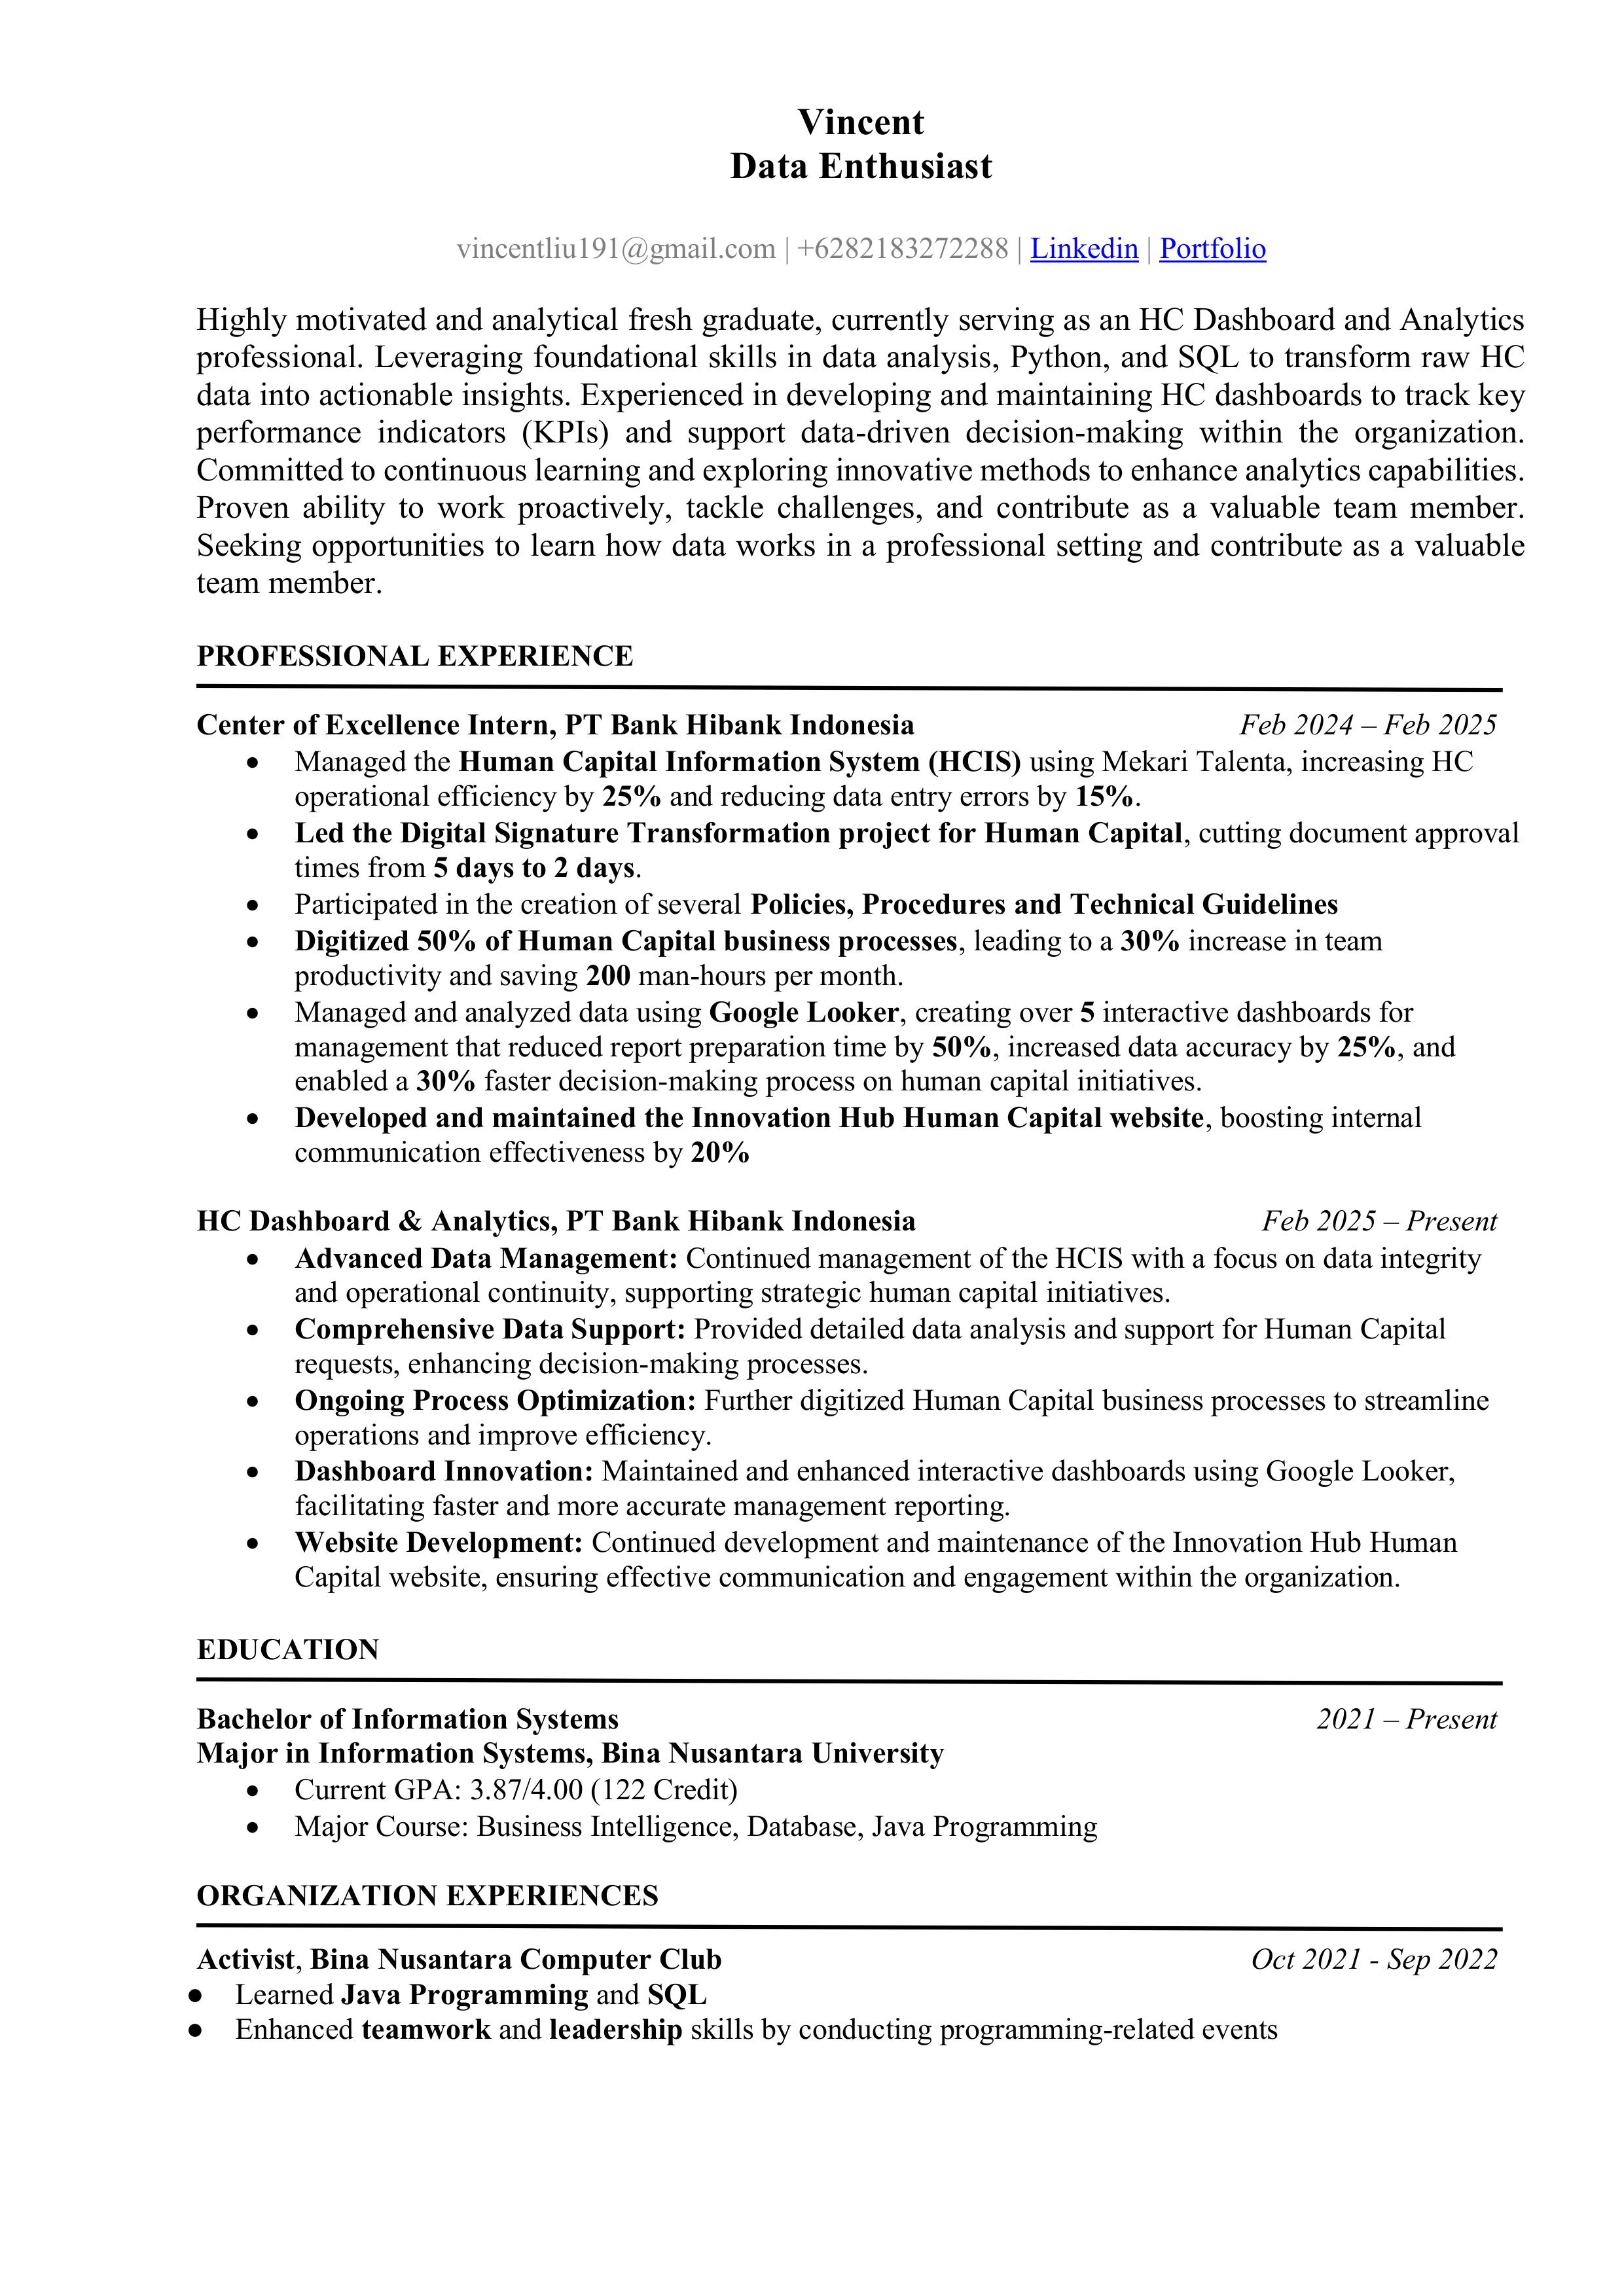 Vincent
Data Enthusiast
vincentliu191@gmail.com | +6282183272288 | Linkedin | Portfolio
Highly motivated and analytical fresh graduate, currently serving as an HC Dashboard and Analytics
professional. Leveraging foundational skills in data analysis, Python, and SQL to transform raw HC
data into actionable insights. Experienced in developing and maintaining HC dashboards to track key
performance indicators (KPIs) and support data-driven decision-making within the organization.
Committed to continuous learning and exploring innovative methods to enhance analytics capabilities.
Proven ability to work proactively, tackle challenges, and contribute as a valuable team member.
Seeking opportunities to learn how data works in a professional setting and contribute as a valuable
team member.
PROFESSIONAL EXPERIENCE
Center of Excellence Intern, PT Bank Hibank Indonesia Feb 2024 – Feb 2025
● Managed the Human Capital Information System (HCIS) using Mekari Talenta, increasing HC
operational efficiency by 25% and reducing data entry errors by 15%.
● Led the Digital Signature Transformation project for Human Capital, cutting document approval
times from 5 days to 2 days.
● Participated in the creation of several Policies, Procedures and Technical Guidelines
● Digitized 50% of Human Capital business processes, leading to a 30% increase in team
productivity and saving 200 man-hours per month.
● Managed and analyzed data using Google Looker, creating over 5 interactive dashboards for
management that reduced report preparation time by 50%, increased data accuracy by 25%, and
enabled a 30% faster decision-making process on human capital initiatives.
● Developed and maintained the Innovation Hub Human Capital website, boosting internal
communication effectiveness by 20%
HC Dashboard & Analytics, PT Bank Hibank Indonesia Feb 2025 – Present
● Advanced Data Management: Continued management of the HCIS with a focus on data integrity
and operational continuity, supporting strategic human capital initiatives.
● Comprehensive Data Support: Provided detailed data analysis and support for Human Capital
requests, enhancing decision-making processes.
● Ongoing Process Optimization: Further digitized Human Capital business processes to streamline
operations and improve efficiency.
● Dashboard Innovation: Maintained and enhanced interactive dashboards using Google Looker,
facilitating faster and more accurate management reporting.
● Website Development: Continued development and maintenance of the Innovation Hub Human
Capital website, ensuring effective communication and engagement within the organization.
EDUCATION
Bachelor of Information Systems 2021 – Present
Major in Information Systems, Bina Nusantara University
● Current GPA: 3.87/4.00 (122 Credit)
● Major Course: Business Intelligence, Database, Java Programming
ORGANIZATION EXPERIENCES
Activist, Bina Nusantara Computer Club Oct 2021 - Sep 2022
● Learned Java Programming and SQL
● Enhanced teamwork and leadership skills by conducting programming-related events